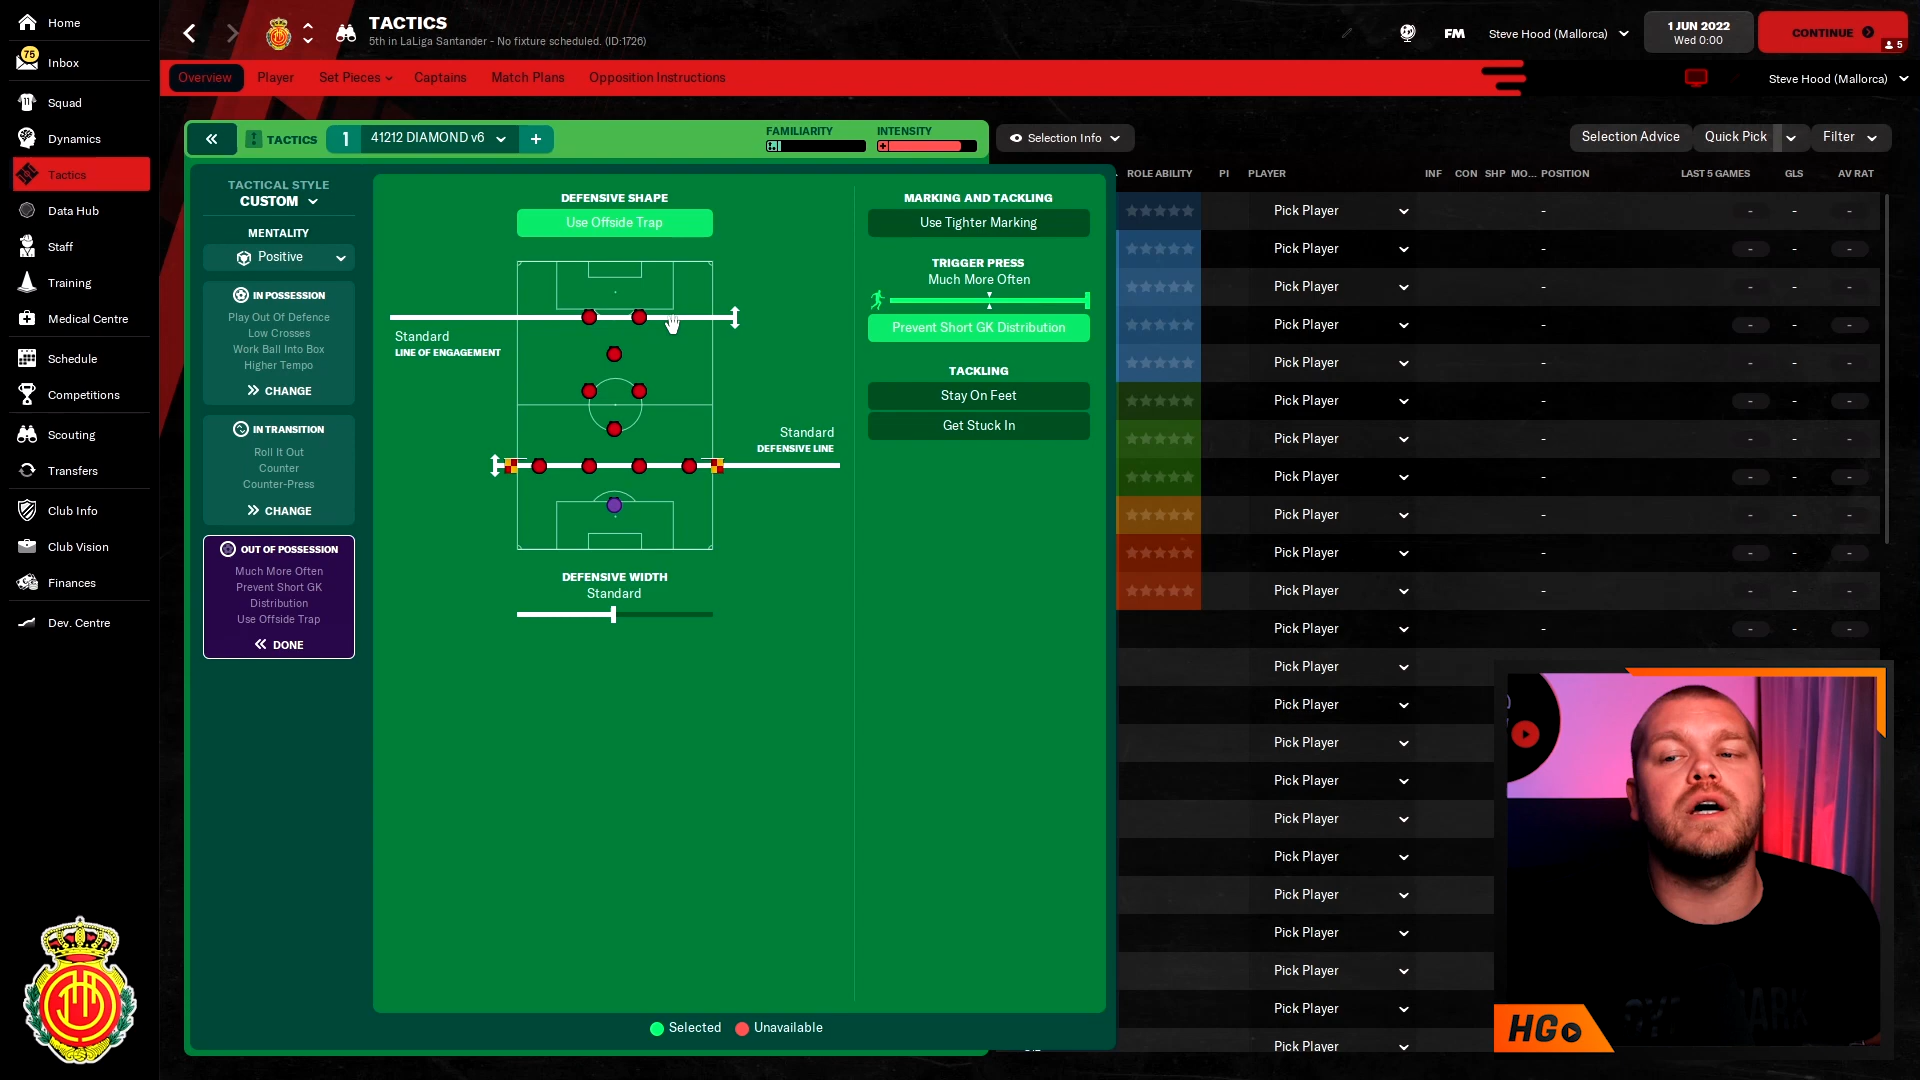 Home
75
Inbox
Squad
Dynamics
Tactics
Data Hub
Staff
Training
Medical Centre
Schedule
Competitions
Scouting
Transfers
Club Info
Club Vision
Finances
Dev. Centre
TACTICS
5th in LaLiga Santander - No fixture scheduled. (ID:1726)
FM
Steve Hood (Mallorca)
1 JUN 2022
Wed 0:00
CONTINUE
5
Overview
Player
Set Pieces
Captains
Match Plans
Opposition Instructions
Steve Hood (Mallorca)
TACTICS
1
41212 DIAMOND v6
+
FAMILIARITY
INTENSITY
Selection Info
Selection Advice
Quick Pick
Filter
TACTICAL STYLE
CUSTOM
MENTALITY
Positive
IN POSSESSION
Play Out Of Defence
Low Crosses
Work Ball Into Box
Higher Tempo
CHANGE
IN TRANSITION
Roll It Out
Counter
Counter-Press
CHANGE
OUT OF POSSESSION
Much More Often
Prevent Short GK
Distribution
Use Offside Trap
DONE
DEFENSIVE SHAPE
Use Offside Trap
Standard
LINE OF ENGAGEMENT
Standard
DEFENSIVE LINE
DEFENSIVE WIDTH
Standard
MARKING AND TACKLING
Use Tighter Marking
TRIGGER PRESS
Much More Often
Prevent Short GK Distribution
TACKLING
Stay On Feet
Get Stuck In
Selected
Unavailable
ROLE ABILITY PI PLAYER INF CON SHP MO... POSITION LAST 5 GAMES GLS AV RAT
Pick Player - - - -
Pick Player - - - -
Pick Player - - - -
Pick Player - - - -
Pick Player - - - -
Pick Player - - - -
Pick Player - - - -
Pick Player - - - -
Pick Player - - - -
Pick Player - - - -
Pick Player - - - -
Pick Player - - - -
Pick Player
Pick Player
Pick Player
Pick Player
Pick Player
Pick Player
Pick Player
Pick Player
Pick Player
Pick Player
Pick Player
HG